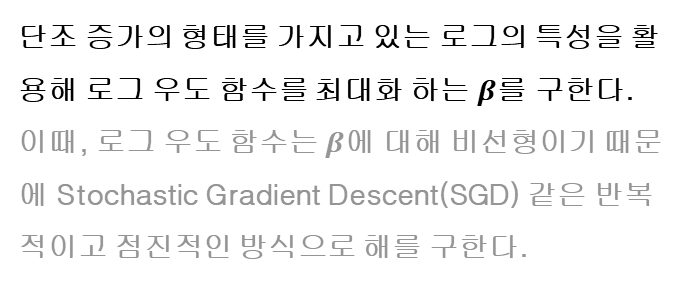 단조 증가의 형태를 가지고 있는 로그의 특성을 활
용해 로그 우도 함수를 최대화 하는 β를 구한다.
이때, 로그 우도 함수는 β에 대해 비선형이기 때문
에 Stochastic Gradient Descent(SGD) 같은 반복
적이고 점진적인 방식으로 해를 구한다.